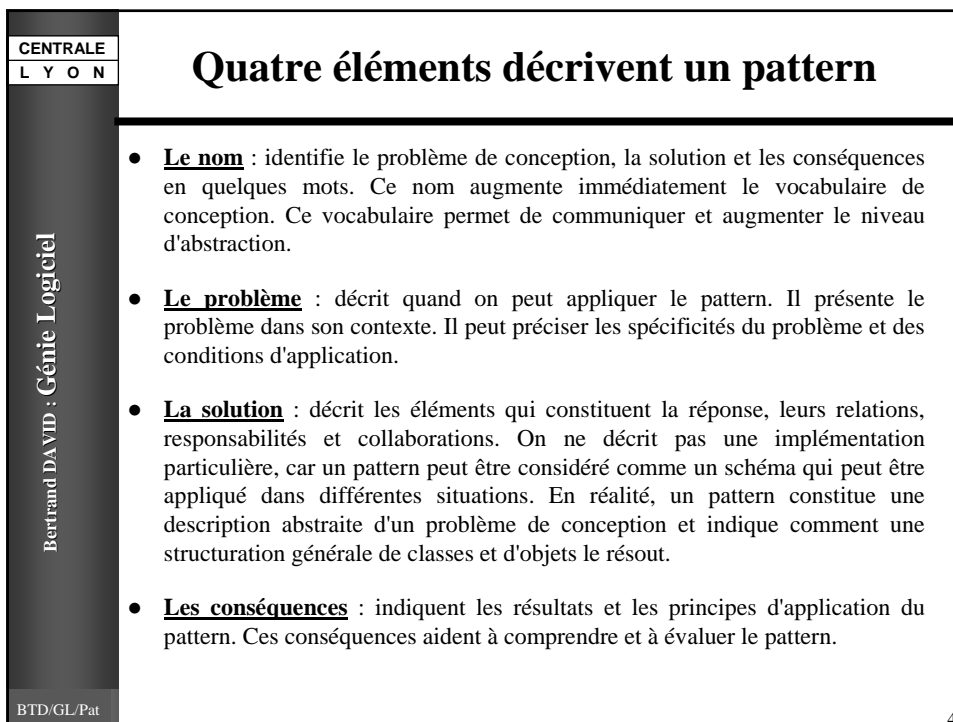 CENTRALE
L Y O N
Quatre éléments décrivent un pattern
● Le nom : identifie le problème de conception, la solution et les conséquences
en quelques mots. Ce nom augmente immédiatement le vocabulaire de
conception. Ce vocabulaire permet de communiquer et augmenter le niveau
d'abstraction.
● Le problème : décrit quand on peut appliquer le pattern. Il présente le
problème dans son contexte. Il peut préciser les spécificités du problème et des
conditions d'application.
● La solution : décrit les éléments qui constituent la réponse, leurs relations,
responsabilités et collaborations. On ne décrit pas une implémentation
particulière, car un pattern peut être considéré comme un schéma qui peut être
appliqué dans différentes situations. En réalité, un pattern constitue une
description abstraite d'un problème de conception et indique comment une
structuration générale de classes et d'objets le résout.
● Les conséquences : indiquent les résultats et les principes d'application du
pattern. Ces conséquences aident à comprendre et à évaluer le pattern.
Bertrand DAVID : Génie Logiciel
BTD/GL/Pat
4